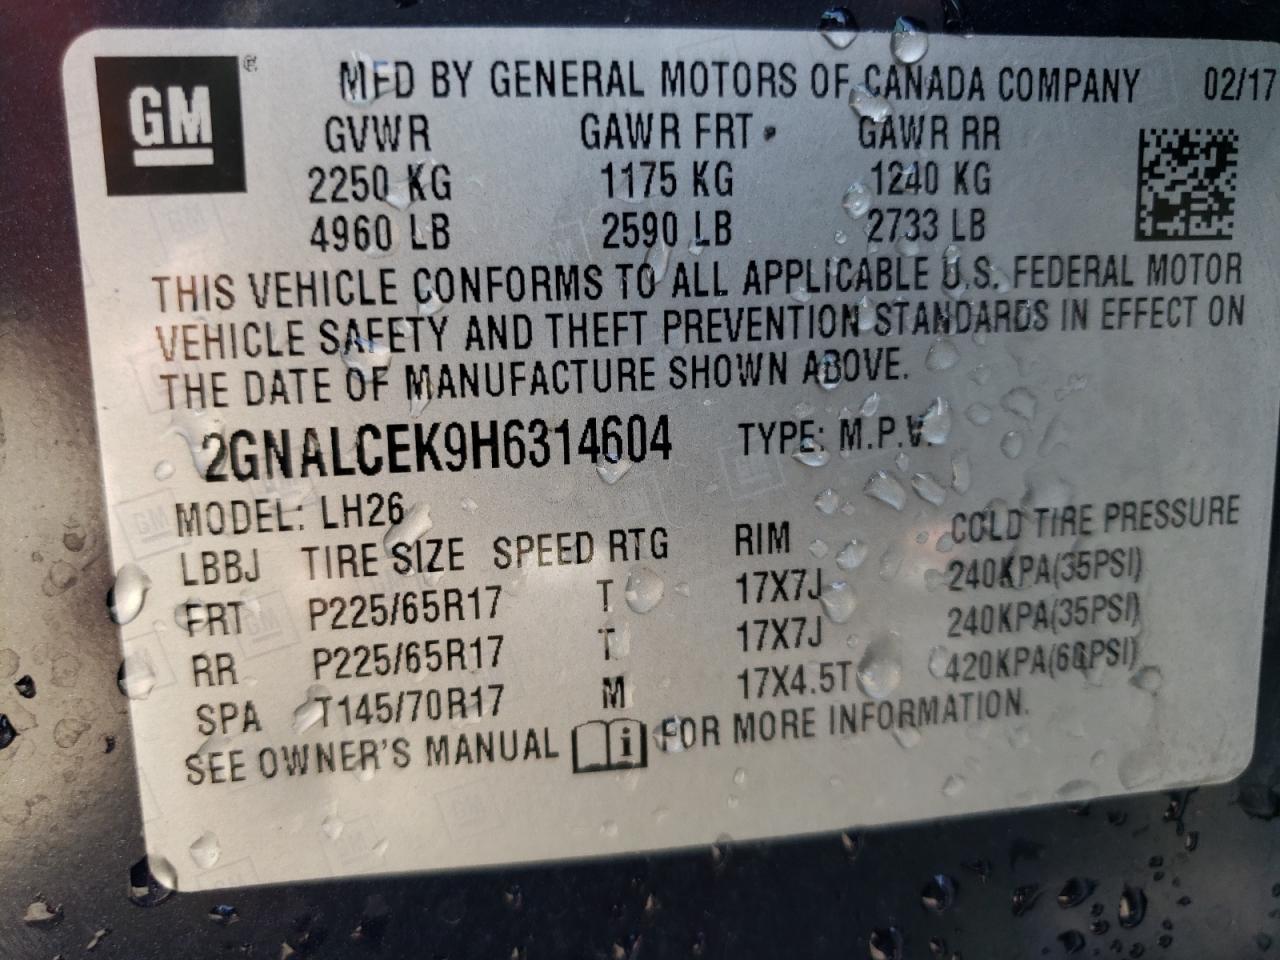 GM
MFD BY GENERAL MOTORS OF CANADA COMPANY 02/17
GVWR GAWR FRT GAWR RR
2250 KG 1175 KG 1240 KG
4960 LB 2590 LB 2733 LB
THIS VEHICLE CONFORMS TO ALL APPLICABLE U.S. FEDERAL MOTOR
VEHICLE SAFETY AND THEFT PREVENTION STANDARDS IN EFFECT ON
THE DATE OF MANUFACTURE SHOWN ABOVE.
2GNALCEK9H6314604 TYPE: M.P.V.
MODEL: LH26
LBBJ TIRE SIZE SPEED RTG RIM COLD TIRE PRESSURE
FRT P225/65R17 T 17X7J 240KPA(35PSI)
RR P225/65R17 T 17X7J 240KPA(35PSI)
SPA T145/70R17 M 17X4.5T 420KPA(60PSI)
SEE OWNER'S MANUAL i FOR MORE INFORMATION.